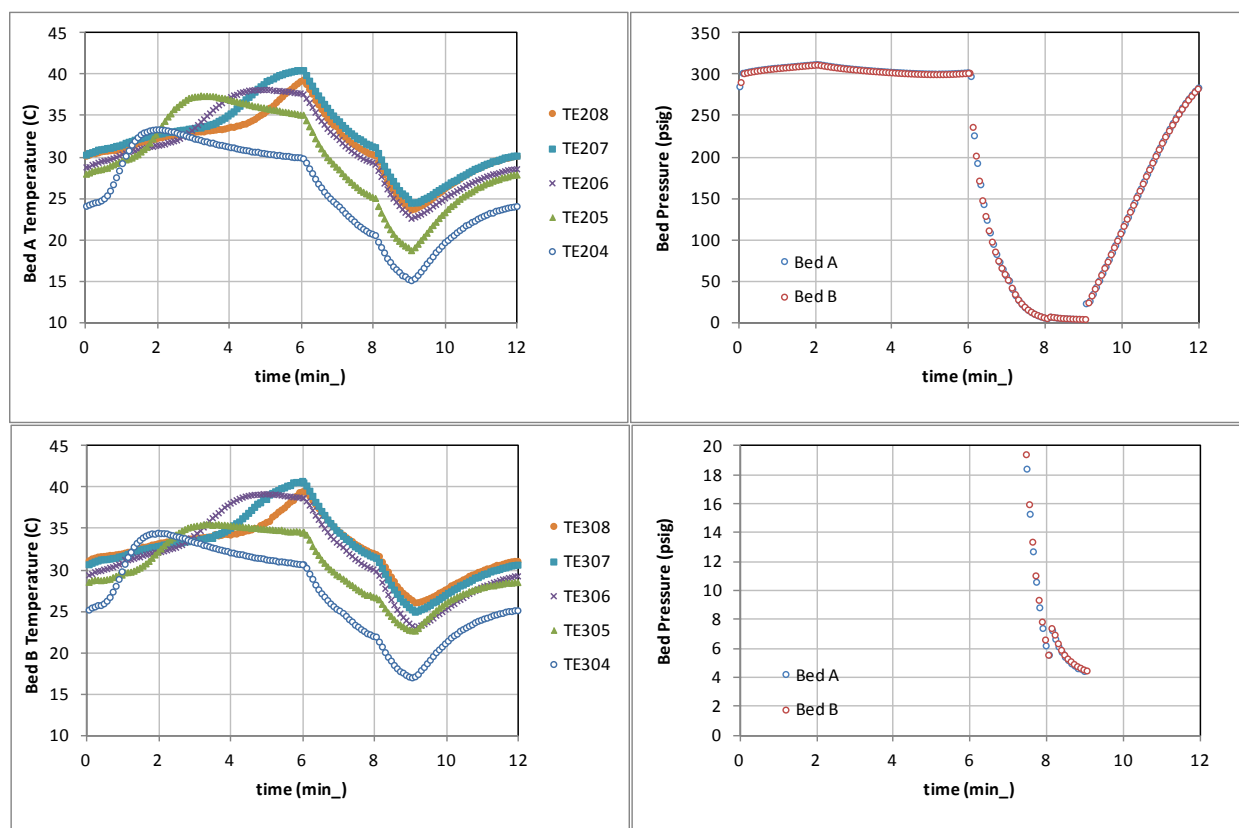 45
40
35
30
25
20
15
10
Bed A Temperature (C)
0 2 4 6 8 10 12
time (min_)
TE208
TE207
TE206
TE205
TE204
350
300
250
200
150
100
50
0
Bed Pressure (psig)
Bed A
Bed B
0 2 4 6 8 10 12
time (min_)
45
40
35
30
25
20
15
10
Bed B Temperature (C)
0 2 4 6 8 10 12
time (min_)
TE308
TE307
TE306
TE305
TE304
20
18
16
14
12
10
8
6
4
2
0
Bed Pressure (psig)
Bed A
Bed B
0 2 4 6 8 10 12
time (min_)